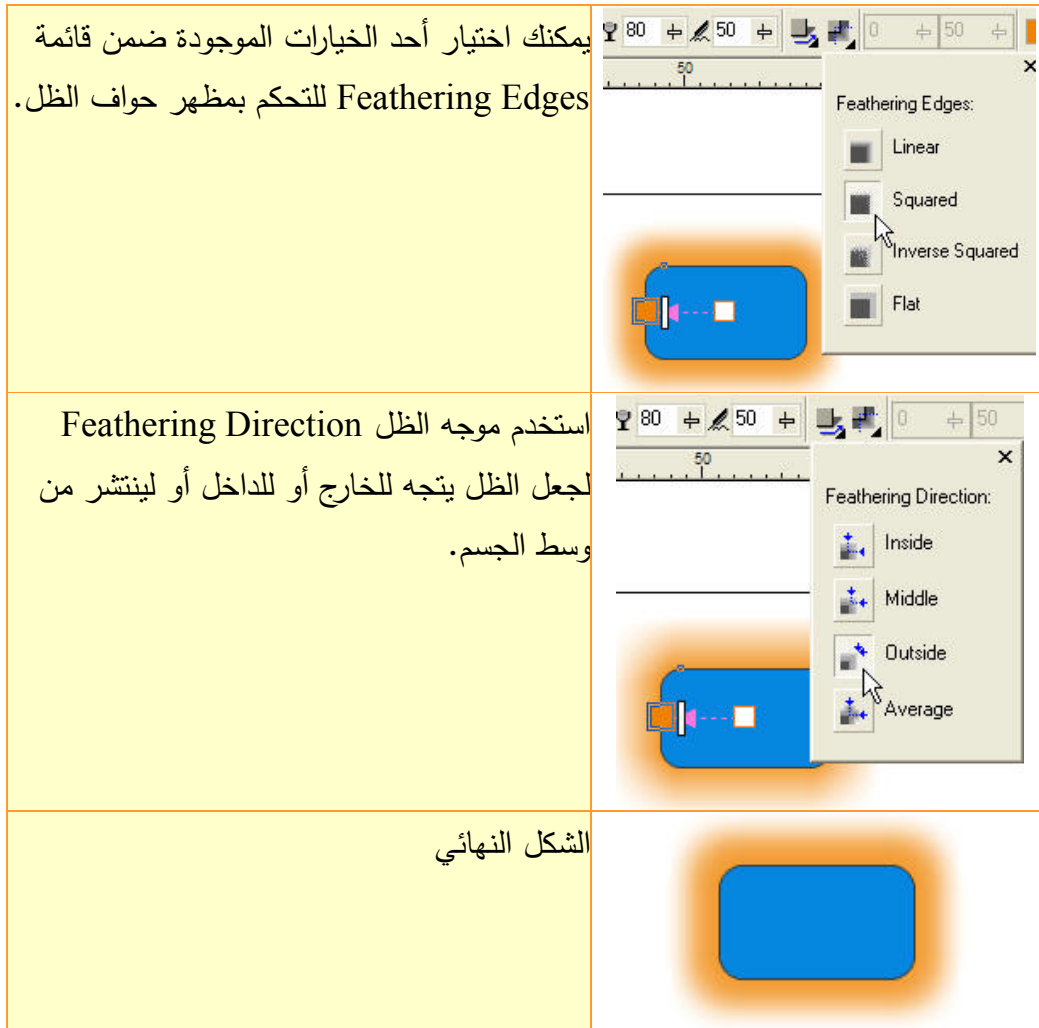 يمكنك اختيار أحد الخيارات الموجودة ضمن قائمة
Feathering Edges للتحكم بمظهر حواف الظل.
80 50 0 50
50
Feathering Edges:
Linear
Squared
Inverse Squared
Flat
استخدم موجه الظل Feathering Direction
لجعل الظل يتجه للخارج أو للداخل أو لينتشر من
وسط الجسم.
80 50 0 50
50
Feathering Direction:
Inside
Middle
Outside
Average
الشكل النهائي